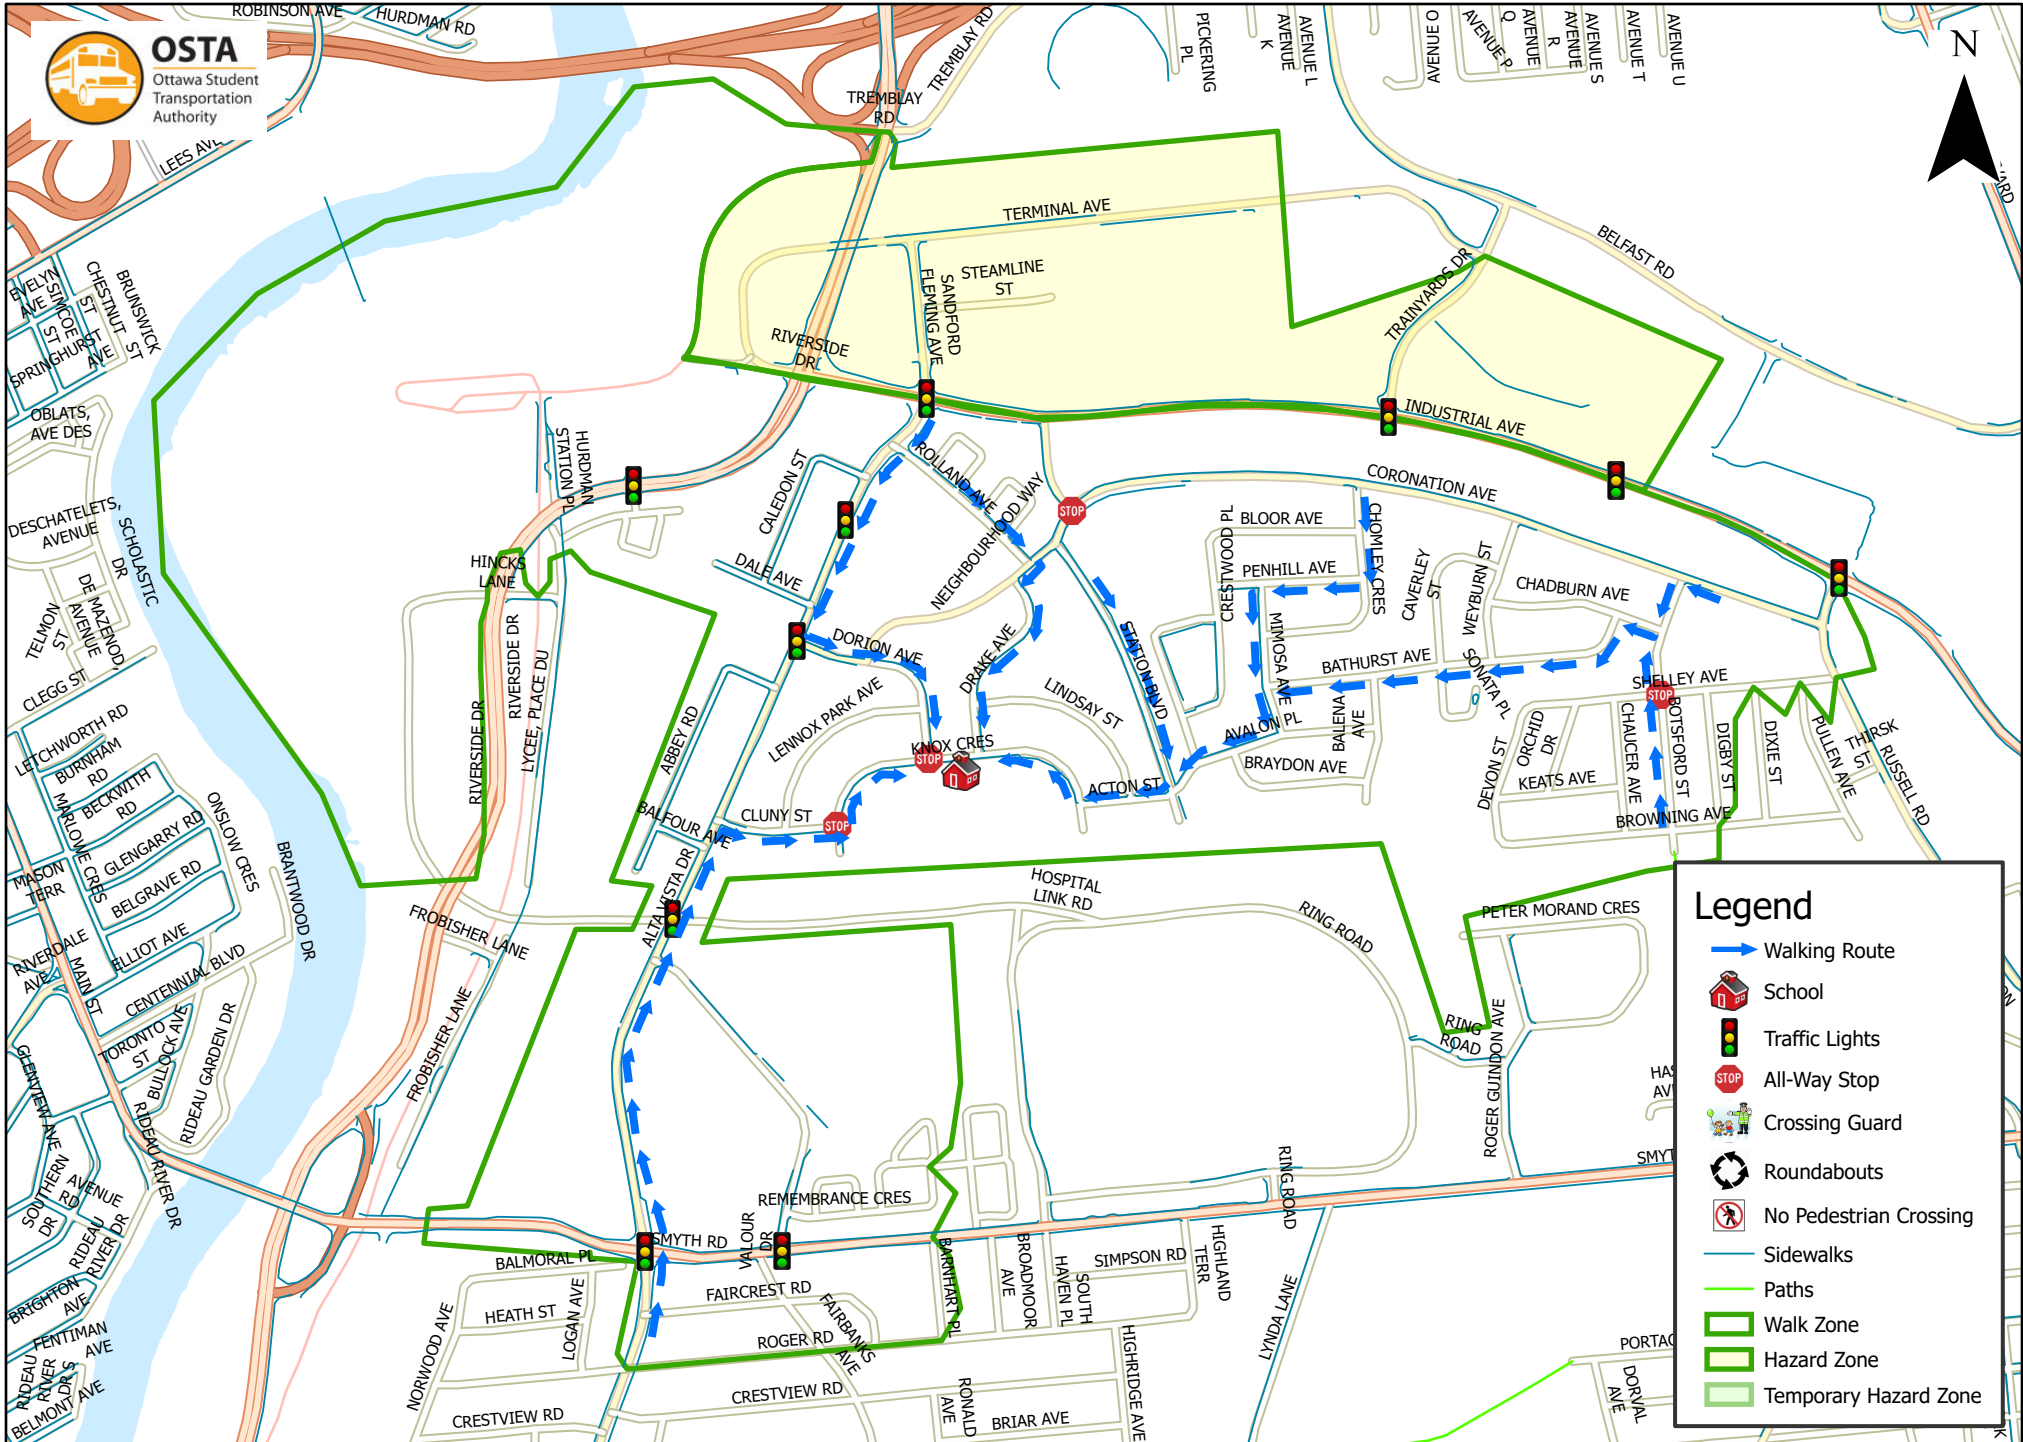 OSTA
Ottawa Student
Transportation
Authority
N
ROBINSON AVE
HURDMAN RD
LEES AVE
TREMBLAY RD
TREMBLAY
RD
PICKERING
PL
AVENUE
K
AVENUE L
AVENUE O
AVENUE P
AVENUE
Q
AVENUE
R
AVENUE S
AVENUE T
AVENUE U
TERMINAL AVE
STEAMLINE
ST
SANDFORD
FLEMING AVE
RIVERSIDE
DR
TRAINYARDS DR
BELFAST RD
INDUSTRIAL AVE
CORONATION AVE
EVELYN
AVE
SIMCOE
ST
CHESTNUT
ST
BRUNSWICK
ST
SPRINGHURST
AVE
OBLATS,
AVE DES
DESCHATELETS,
AVENUE
SCHOLASTIC
DR
DE MAZENOD,
AVENUE
TELMON
ST
CLEGG ST
LETCHWORTH RD
BURNHAM
RD
BECKWITH
RD
MARLOWE CRES
GLENGARRY RD
BELGRAVE RD
ONSLOW CRES
BRANTWOOD DR
MASON
TERR
ELLIOT AVE
CENTENNIAL BLVD
RIVERDALE
AVE
MAIN ST
TORONTO
ST
BULLOCK AVE
RIDEAU GARDEN DR
GLENVIEW AVE
RIDEAU RIVER DR
SOUTHERN
DR
AVENUE
RD
RIDEAU
RIVER DR
BRIGHTON
AVE
FENTIMAN
AVE
RIDEAU
RIVER
DR S
BELMONT AVE
HURDMAN
STATION PL
HINCKS
LANE
RIVERSIDE DR
RIVERSIDE DR
LYCEE, PLACE DU
FROBISHER LANE
FROBISHER LANE
CALEDON ST
DALE AVE
ROLLAND AVE
NEIGHBOURHOOD WAY
DORION AVE
DRAKE AVE
LENNOX PARK AVE
LINDSAY ST
STATION BLVD
ABBEY RD
KNOX CRES
STOP
STOP
STOP
STOP
CLUNY ST
BALFOUR AVE
ACTON ST
ALTA VISTA DR
BLOOR AVE
PENHILL AVE
CRESTWOOD PL
CHOMLEY CRES
MIMOSA AVE
CAVERLEY
ST
WEYBURN ST
CHADBURN AVE
BATHURST AVE
SONATA PL
AVALON PL
BALENA
AVE
BRAYDON AVE
SHELLEY AVE
DEVON ST
ORCHID
DR
KEATS AVE
CHAUCER AVE
BOTSFORD ST
DIGBY ST
DIXIE ST
PULLEN AVE
THIRSK
ST
RUSSELL RD
BROWNING AVE
HOSPITAL
LINK RD
RING ROAD
RING
ROAD
PETER MORAND CRES
ROGER GUINDON AVE
RING ROAD
REMEMBRANCE CRES
VALOUR
DR
SMYTH RD
BALMORAL PL
HEATH ST
LOGAN AVE
NORWOOD AVE
FAIRCREST RD
ROGER RD
FAIRBANKS
AVE
BARNHART PL
BROADMOOR
AVE
SOUTH
HAVEN PL
SIMPSON RD
HIGHLAND
TERR
HIGHRIDGE AVE
LYNDA LANE
CRESTVIEW RD
CRESTVIEW RD
RONALD
AVE
BRIAR AVE
DORVAL
AVE
Legend
Walking Route
School
Traffic Lights
STOP
All-Way Stop
Crossing Guard
Roundabouts
No Pedestrian Crossing
Sidewalks
Paths
Walk Zone
Hazard Zone
Temporary Hazard Zone